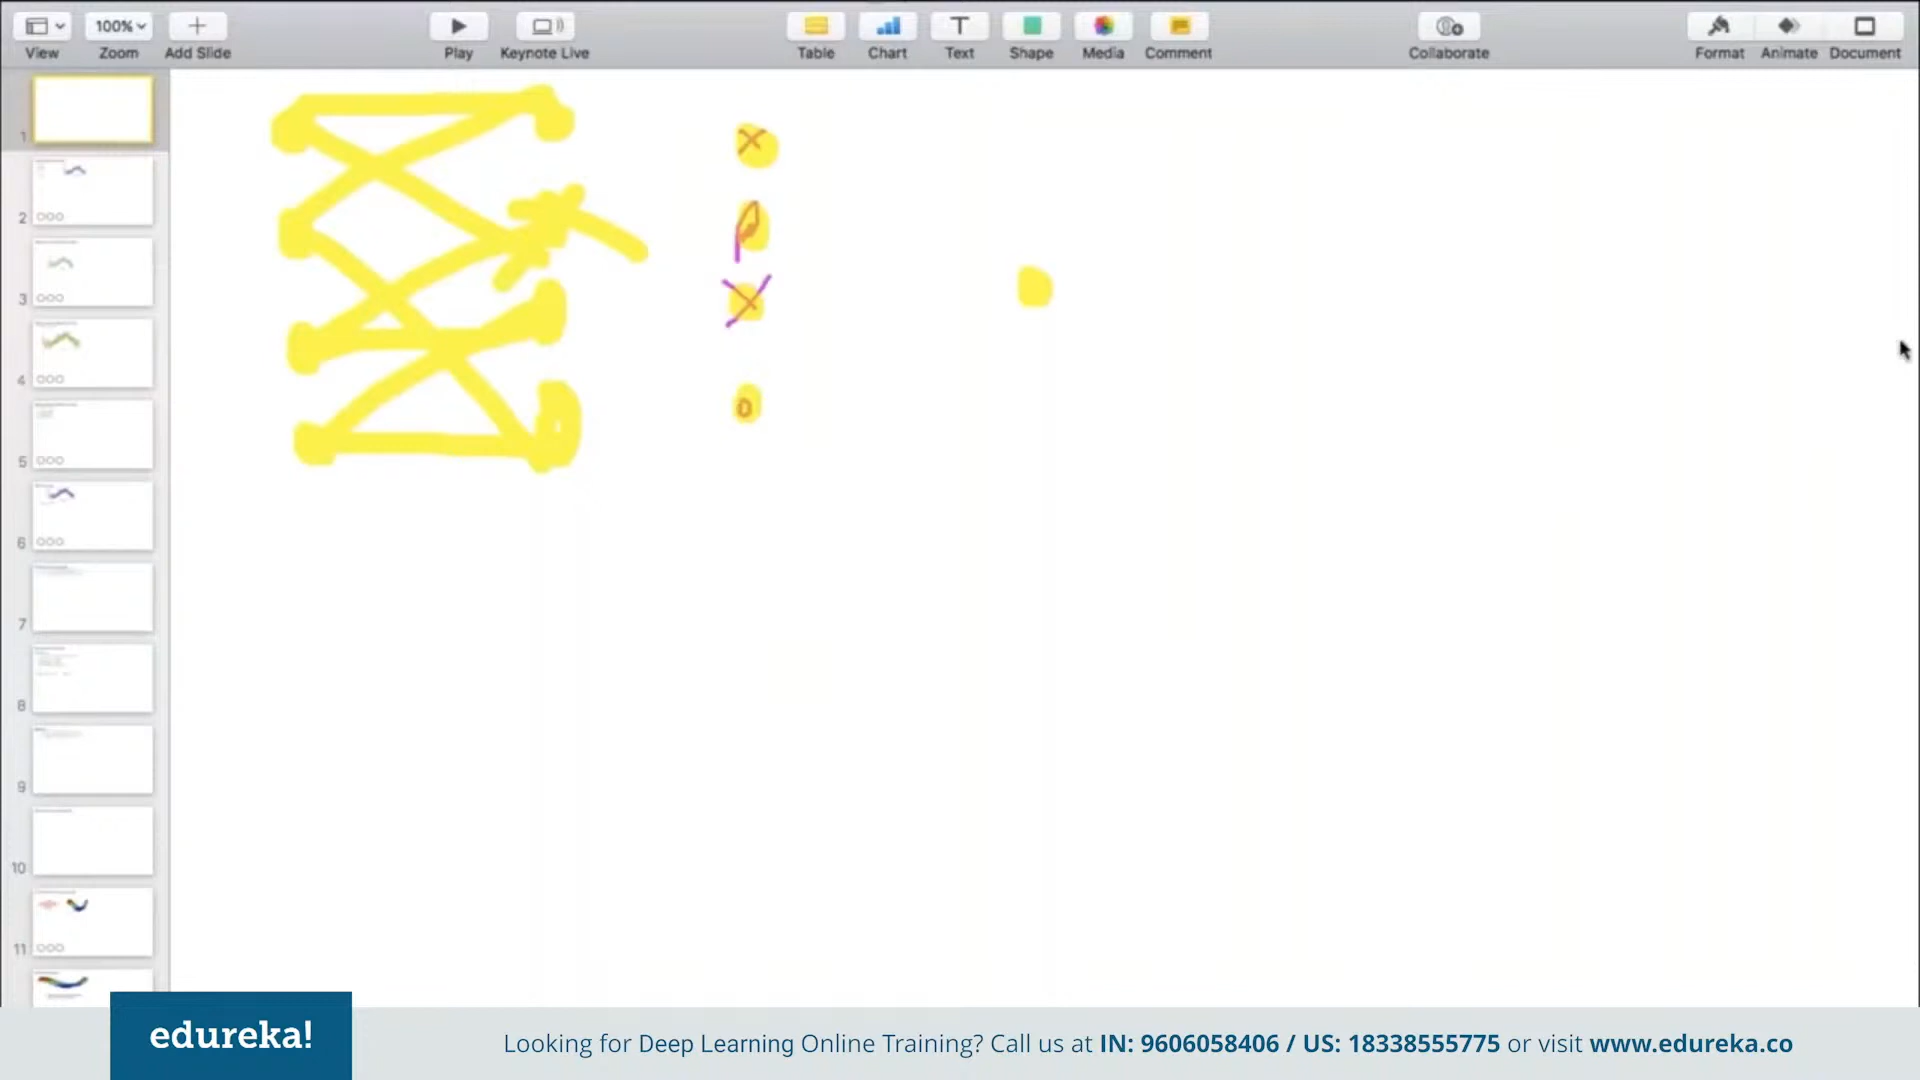 View
100%
Zoom
Add Slide
Play
Keynote Live
Table
Chart
Text
Shape
Media
Comment
Collaborate
Format
Animate
Document
1
2
3
4
5
6
7
8
9
10
11
edureka!
Looking for Deep Learning Online Training? Call us at IN: 9606058406 / US: 18338555775 or visit www.edureka.co